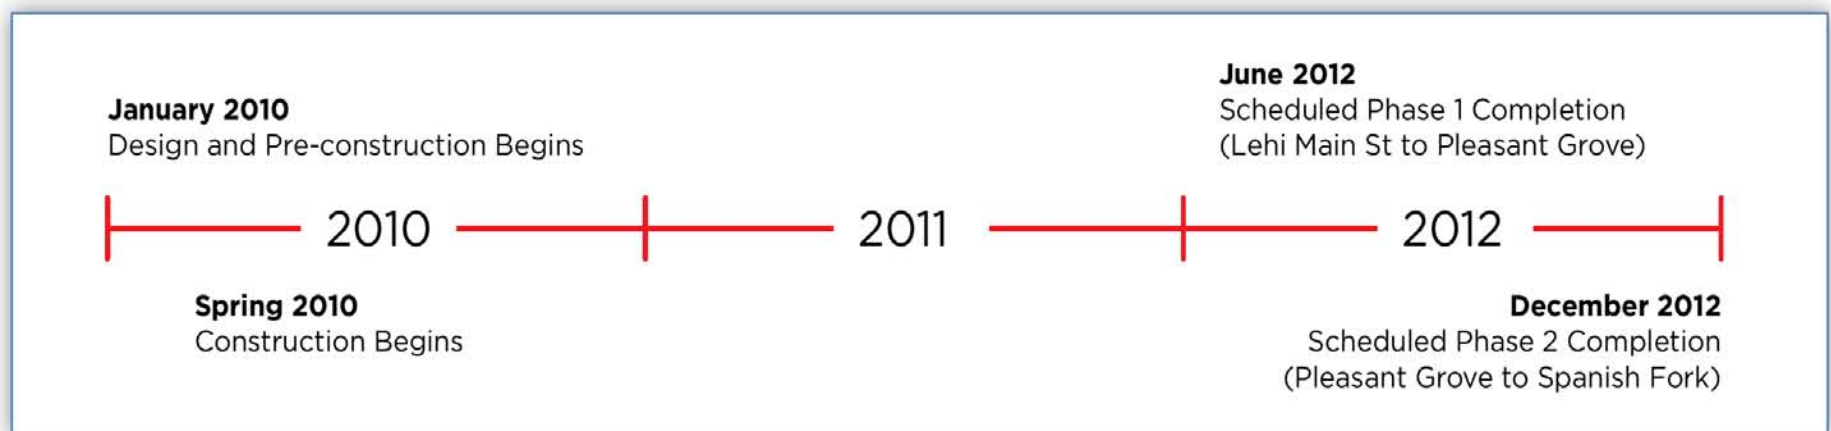 January 2010
Design and Pre-construction Begins
June 2012
Scheduled Phase 1 Completion
(Lehi Main St to Pleasant Grove)
2010
2011
2012
Spring 2010
Construction Begins
December 2012
Scheduled Phase 2 Completion
(Pleasant Grove to Spanish Fork)